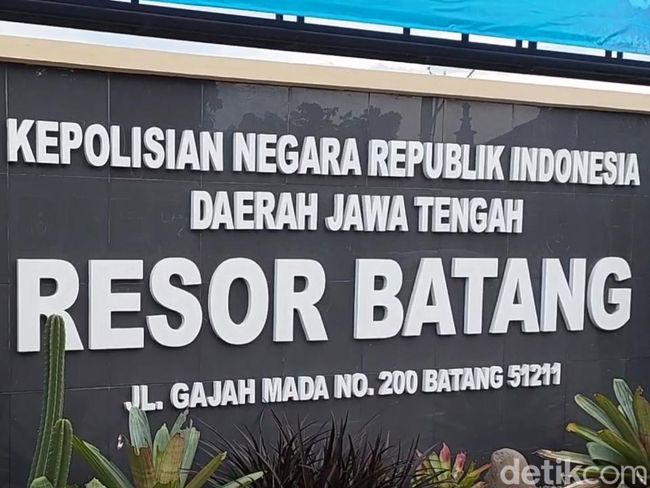 KEPOLISIAN NEGARA REPUBLIK INDONESIA
DAERAH JAWA TENGAH
RESOR BATANG
JL. GAJAH MADA NO. 200 BATANG 51211
detikcom